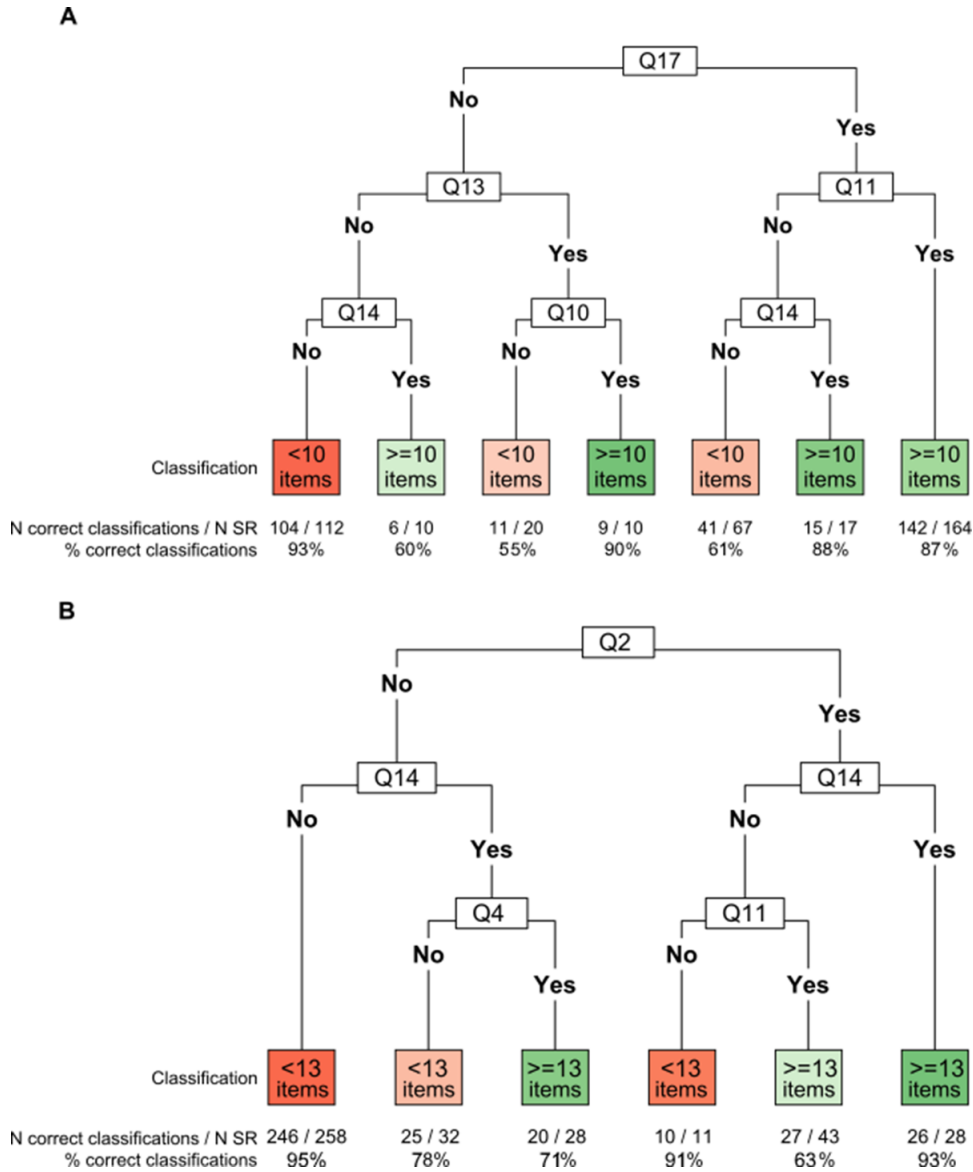 A
Q17
No
Yes
Q13
Q11
No
Yes
No
Yes
Q14
Q10
Q14
No
Yes
No
Yes
No
Yes
Classification
<10 items
>=10 items
<10 items
>=10 items
<10 items
>=10 items
>=10 items
N correct classifications / N SR 104 / 112 6 / 10 11 / 20 9 / 10 41 / 67 15 / 17 142 / 164
% correct classifications 93% 60% 55% 90% 61% 88% 87%
B
Q2
No
Yes
Q14
Q14
No
Yes
No
Yes
Q4
Q11
No
Yes
No
Yes
Classification
<13 items
<13 items
>=13 items
<13 items
>=13 items
>=13 items
N correct classifications / N SR 246 / 258 25 / 32 20 / 28 10 / 11 27 / 43 26 / 28
% correct classifications 95% 78% 71% 91% 63% 93%